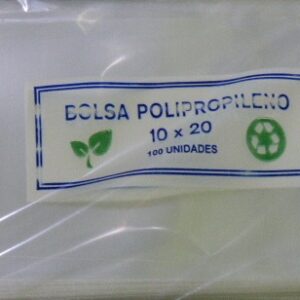 BOLSA POLIPROPILENO
10 x 20
100 UNIDADES